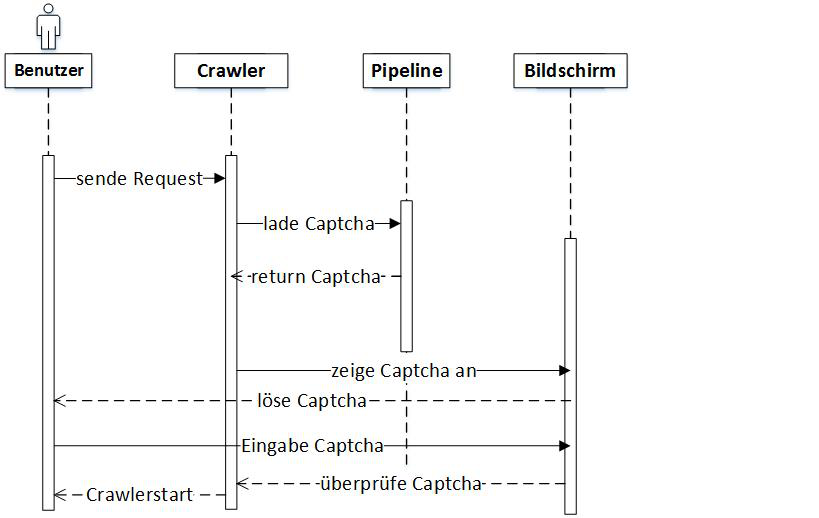 Benutzer
Crawler
Pipeline
Bildschirm
sende Request
lade Captcha
return Captcha
zeige Captcha an
löse Captcha
Eingabe Captcha
überprüfe Captcha
Crawlerstart